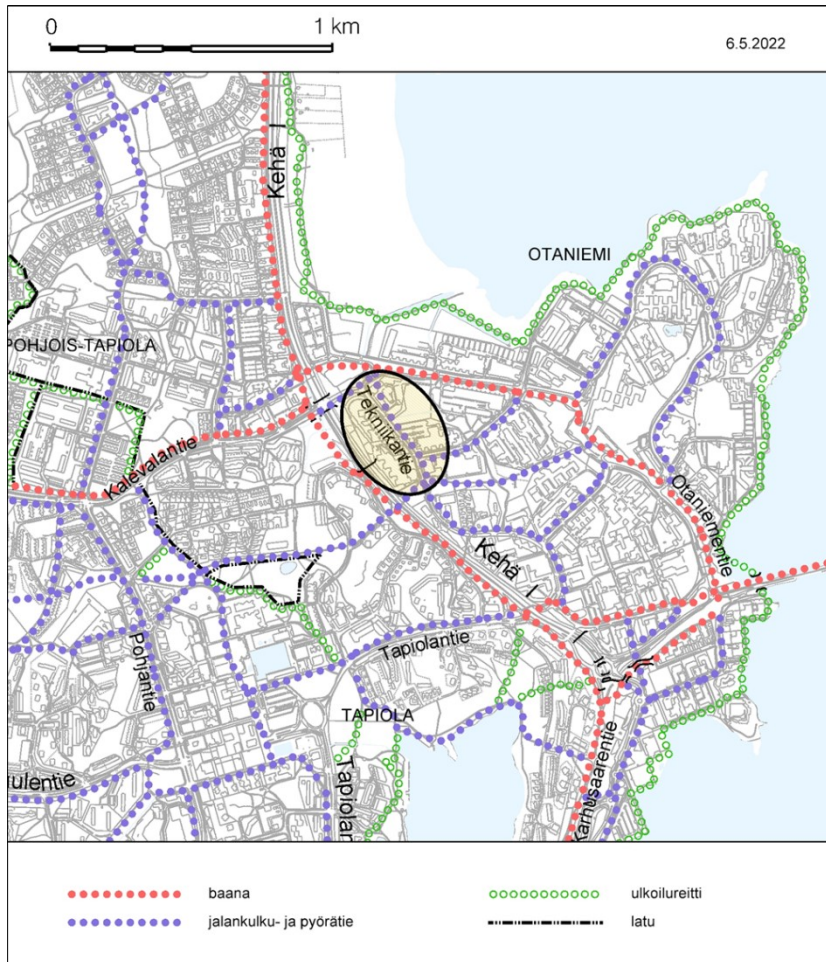 0
1 km
6.5.2022
Kehä I
OTANIEMI
POHJOIS-TAPIOLA
Tekniikantie
Kalevalantie
Otaniementie
Kehä I
Pohjantie
Tapiolantie
TAPIOLA
ulentie
Tapiolan
Karhusaarentie
baana
ulkoilureitti
jalankulku- ja pyörätie
latu